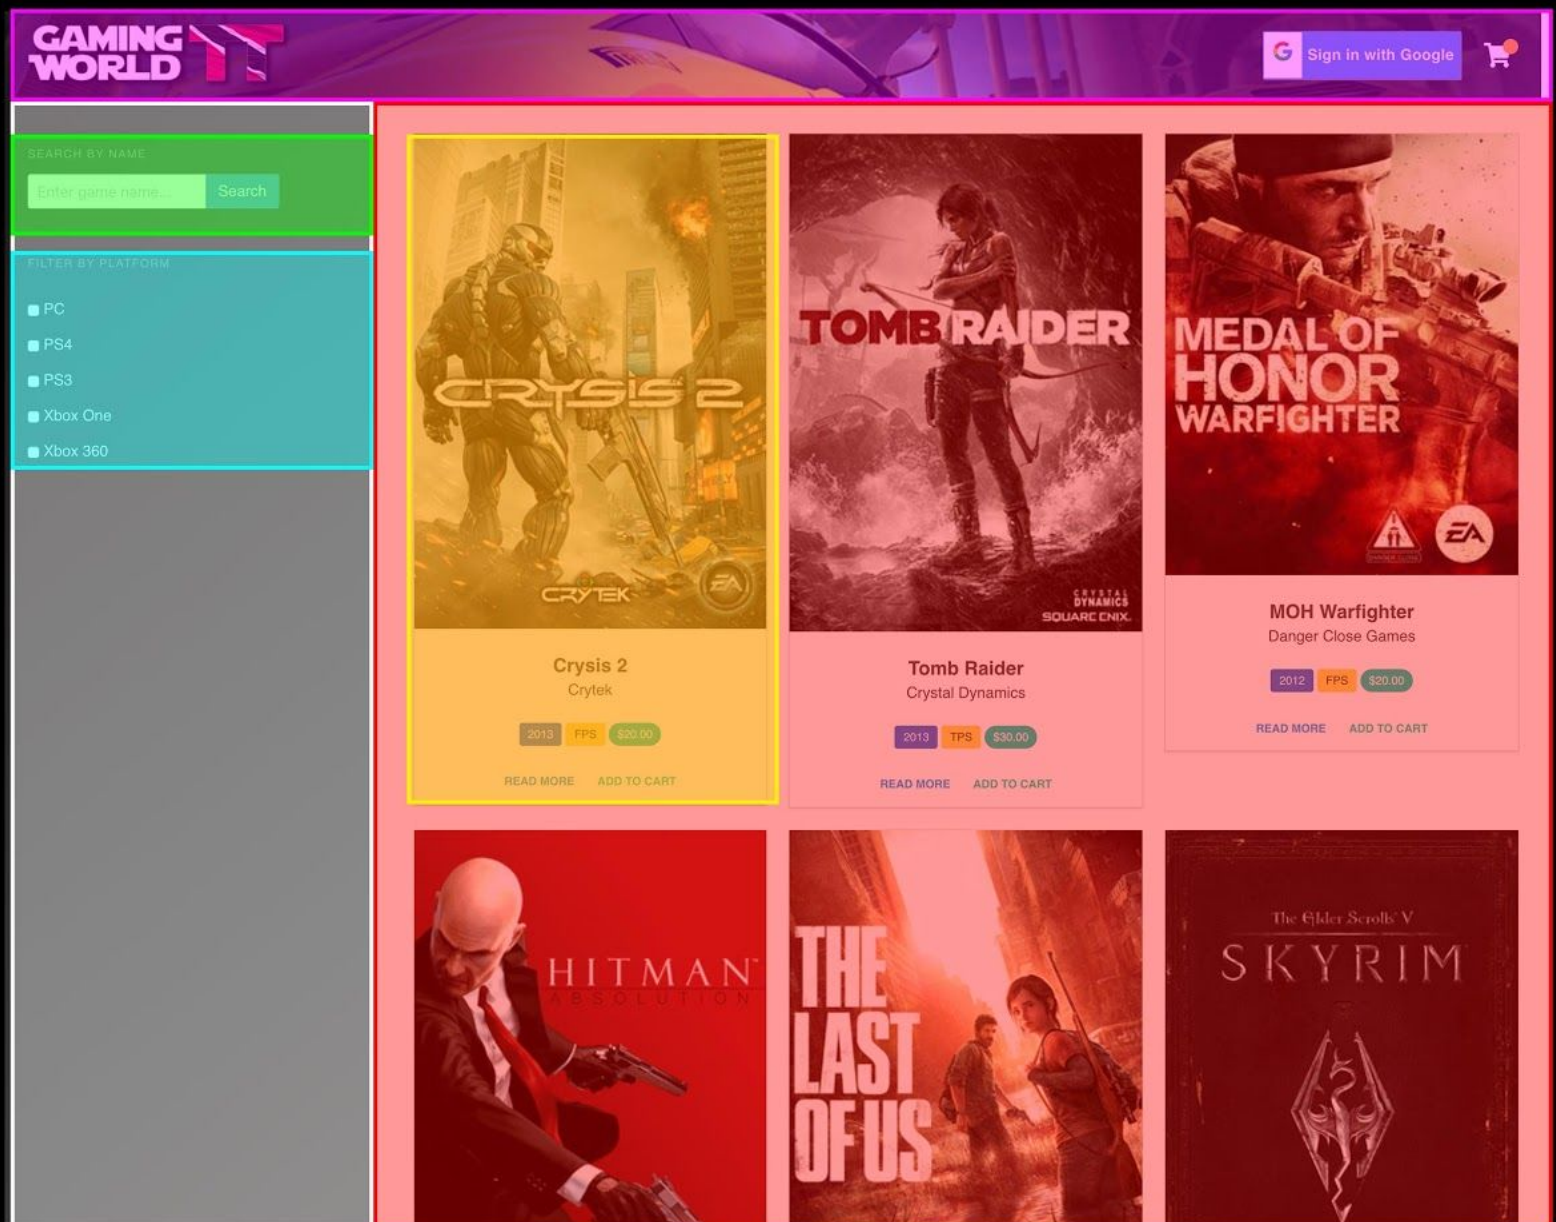 GAMING
WORLD TT
Sign in with Google
SEARCH BY NAME
Enter game name...
Search
FILTER BY PLATFORM
PC
PS4
PS3
Xbox One
Xbox 360
CRYSIS 2
CRYTEK
EA
Crysis 2
Crytek
2013 FPS $20.00
READ MORE ADD TO CART
TOMB RAIDER
CRYSTAL
DYNAMICS
SQUARE ENIX.
Tomb Raider
Crystal Dynamics
2013 TPS $30.00
READ MORE ADD TO CART
MEDAL OF
HONOR
WARFIGHTER
EA
MOH Warfighter
Danger Close Games
2012 FPS $20.00
READ MORE ADD TO CART
HITMAN™
ABSOLUTION
THE
LAST
OF US
The Elder Scrolls V
SKYRIM